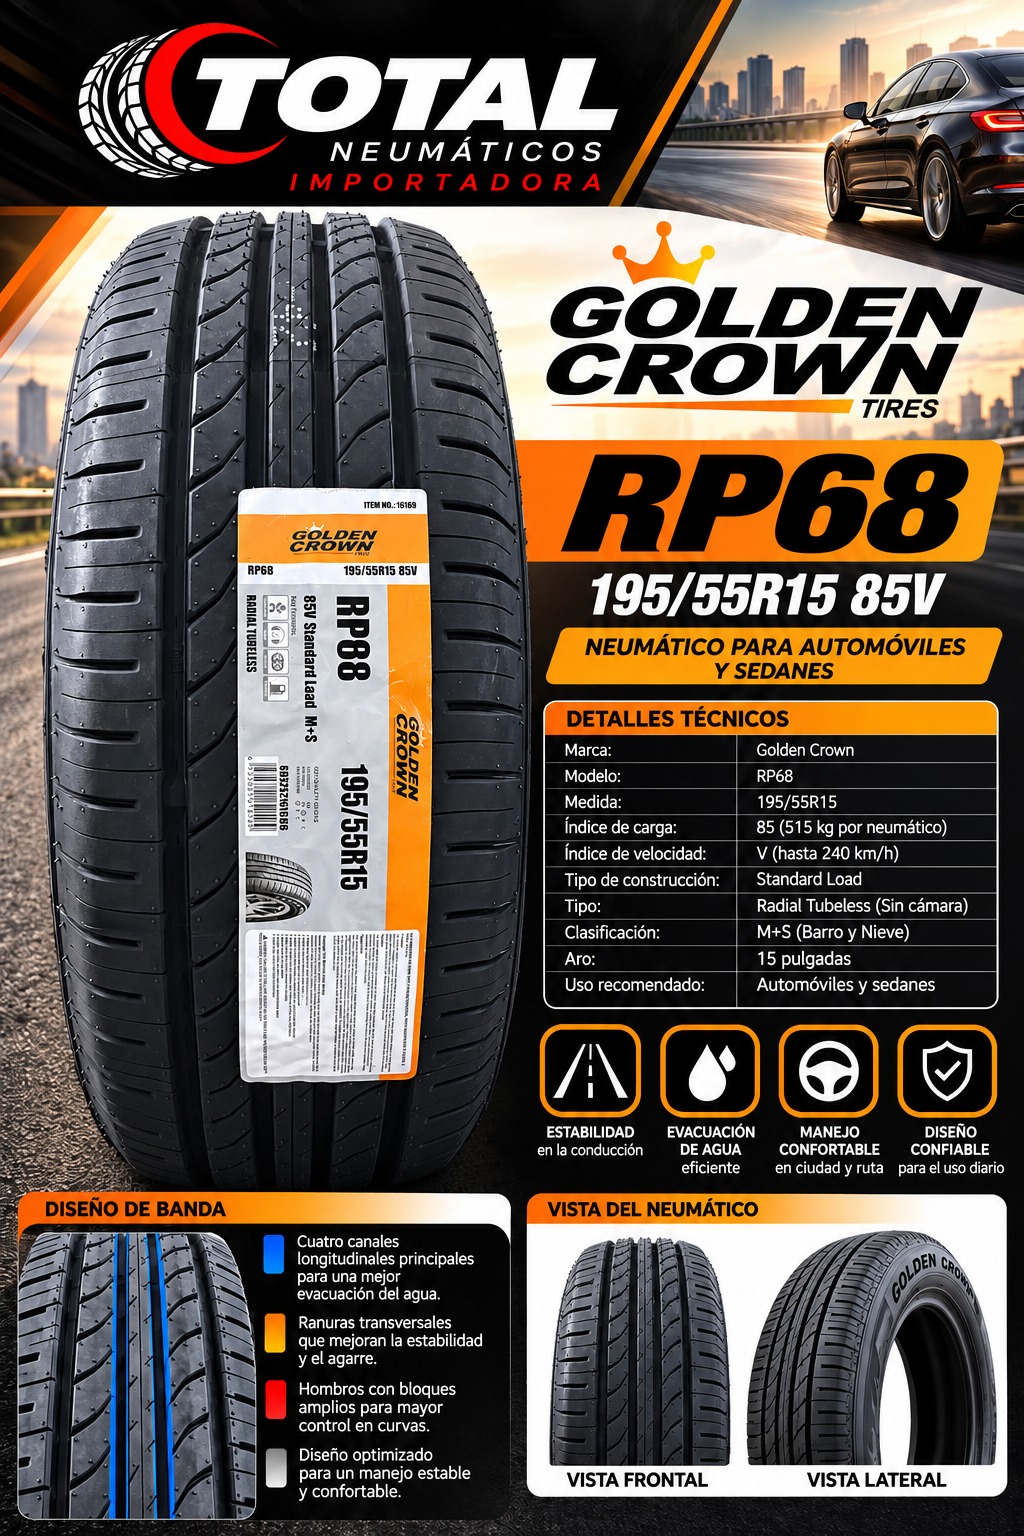 TOTAL
NEUMÁTICOS
IMPORTADORA
GOLDEN
CROWN
TIRES
RP68
195/55R15 85V
NEUMÁTICO PARA AUTOMÓVILES
Y SEDANES
ITEM NO.: 16169
GOLDEN
CROWN
RP68
195/55R15 85V
RP88
195/55R15
85V Standard Laad M+S
RADIAL TUBELESS
GOLDEN
CROWN
DETALLES TÉCNICOS
Marca: Golden Crown
Modelo: RP68
Medida: 195/55R15
Índice de carga: 85 (515 kg por neumático)
Índice de velocidad: V (hasta 240 km/h)
Tipo de construcción: Standard Load
Tipo: Radial Tubeless (Sin cámara)
Clasificación: M+S (Barro y Nieve)
Aro: 15 pulgadas
Uso recomendado: Automóviles y sedanes
ESTABILIDAD
en la conducción
EVACUACIÓN
DE AGUA
eficiente
MANEJO
CONFORTABLE
en ciudad y ruta
DISEÑO
CONFIABLE
para el uso diario
DISEÑO DE BANDA
Cuatro canales
longitudinales principales
para una mejor
evacuación del agua.
Ranuras transversales
que mejoran la estabilidad
y el agarre.
Hombros con bloques
amplios para mayor
control en curvas.
Diseño optimizado
para un manejo estable
y confortable.
VISTA DEL NEUMÁTICO
GOLDEN CROWN
VISTA FRONTAL
VISTA LATERAL